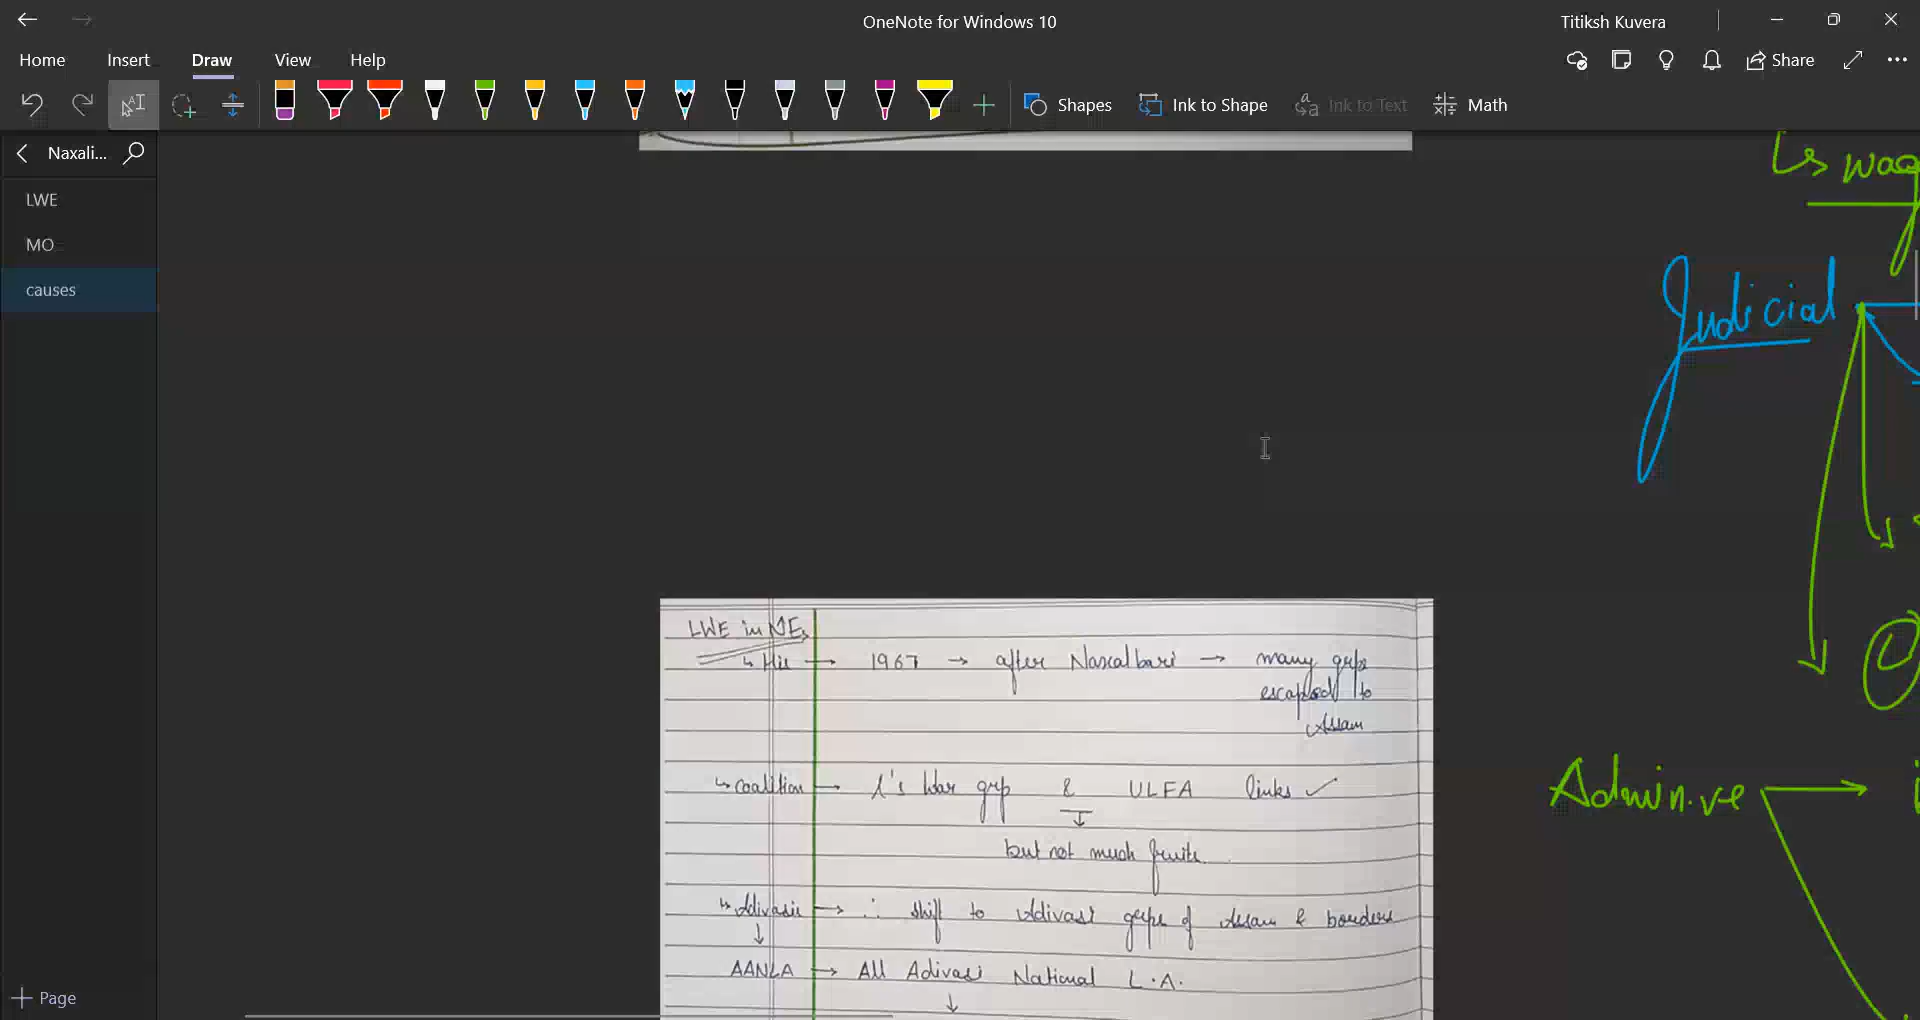 OneNote for Windows 10
Titiksh Kuvera
Home Insert Draw View Help
Share
Shapes
Ink to Shape
Ink to Text
Math
Naxali...
LWE
MO
causes
Page
Judicial
Admin.ve
LWE in NE
↳ His → 1967 → after Naxalbari → many grps
escaped to
Assam
↳ coalition → 's War grp & ULFA links ✓
↓
but not much fruits
↳ Adivasis → ∴ shift to Adivasi grps of Assam & borders
↓
AANLA → All Adivasi National L.A.
↓